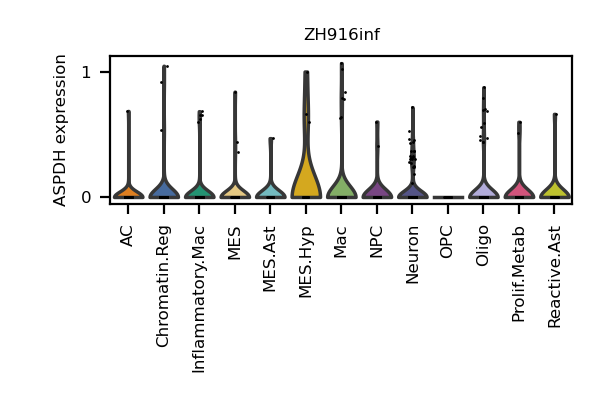 ZH916inf
ASPDH expression
1
0
AC
Chromatin.Reg
Inflammatory.Mac
MES
MES.Ast
MES.Hyp
Mac
NPC
Neuron
OPC
Oligo
Prolif.Metab
Reactive.Ast